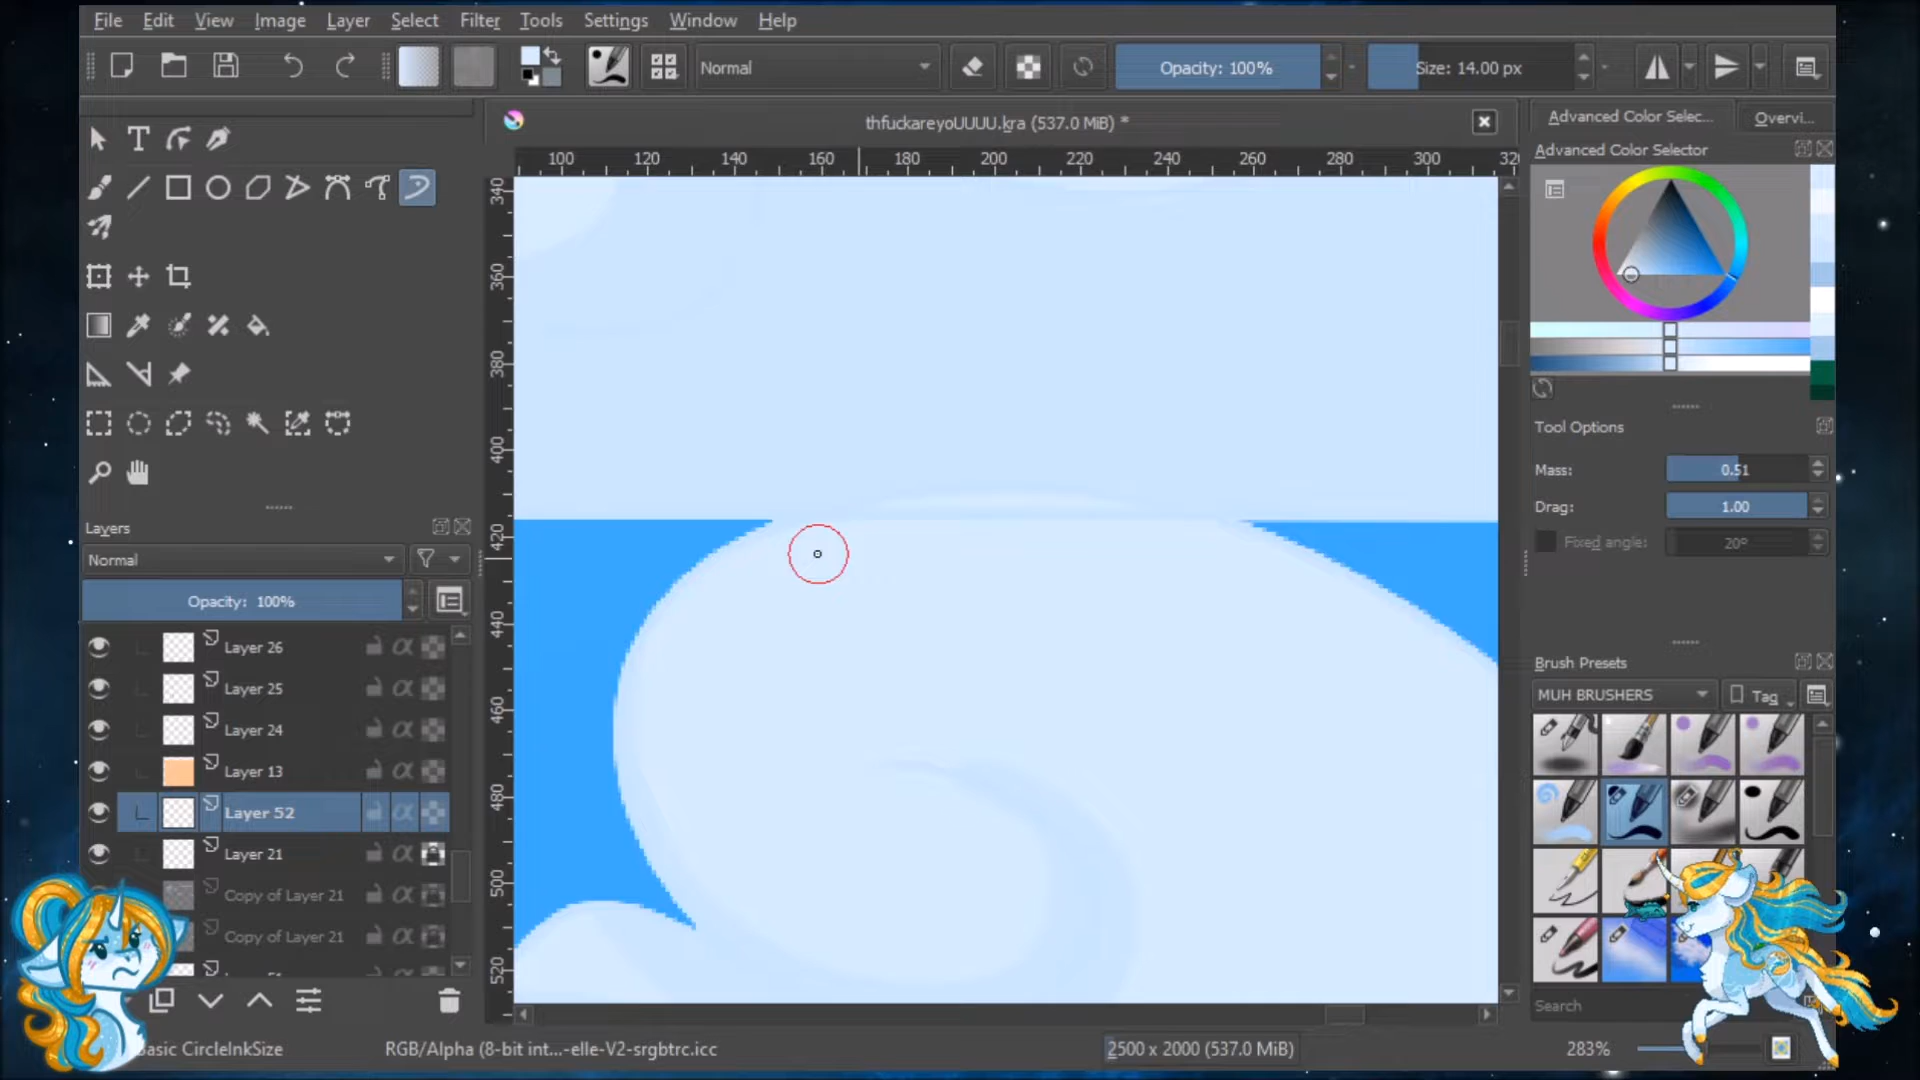 File Edit View Image Layer Select Filter Tools Settings Window Help
Normal Opacity: 100% Size: 14.00 px
thfuckareyoUUUU.kra (537.0 MiB) *
Advanced Color Selec... Overvi...
Advanced Color Selector
100 120 140 160 180 200 220 240 260 280 300 320
340
360
380
400
420
440
460
480
500
520
Tool Options
Mass: 0.51
Drag: 1.00
Fixed angle: 20º
Layers
Normal
Opacity: 100%
Layer 26
Layer 25
Layer 24
Layer 13
Layer 52
Layer 21
Copy of Layer 21
Copy of Layer 21
Brush Presets
MUH BRUSHERS Tag
Search
Basic CircleInkSize RGB/Alpha (8-bit int...-elle-V2-srgbtrc.icc 2500 x 2000 (537.0 MiB) 283%